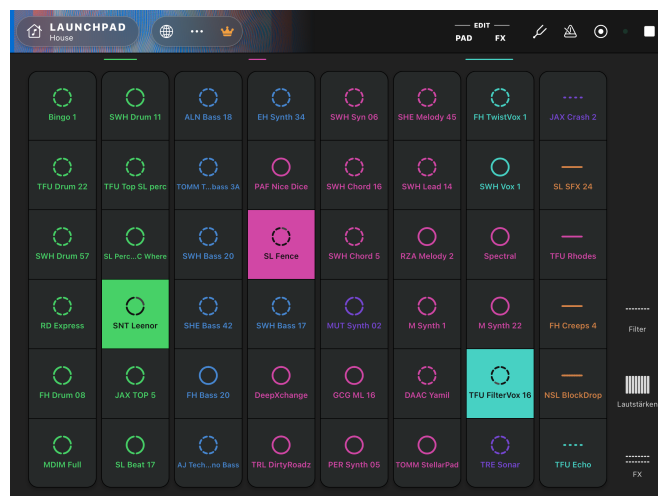 LAUNCHPAD
House
EDIT
PAD FX
Bingo 1
SWH Drum 11
ALN Bass 18
EH Synth 34
SWH Syn 06
SHE Melody 45
FH TwistVox 1
JAX Crash 2
TFU Drum 22
TFU Top SL perc
TOMM T...bass 3A
PAF Nice Dice
SWH Chord 16
SWH Lead 14
SWH Vox 1
SL SFX 24
SWH Drum 57
SL Perc...C Where
SWH Bass 20
SL Fence
SWH Chord 5
RZA Melody 2
Spectral
TFU Rhodes
RD Express
SNT Leenor
SHE Bass 42
SWH Bass 17
MUT Synth 02
M Synth 1
M Synth 22
FH Creeps 4
Filter
FH Drum 08
JAX TOP 5
FH Bass 20
DeepXchange
GCG ML 16
DAAC Yamil
TFU FilterVox 16
NSL BlockDrop
Lautstärken
MDIM Full
SL Beat 17
AJ Tech...no Bass
TRL DirtyRoadz
PER Synth 05
TOMM StellarPad
TRE Sonar
TFU Echo
FX